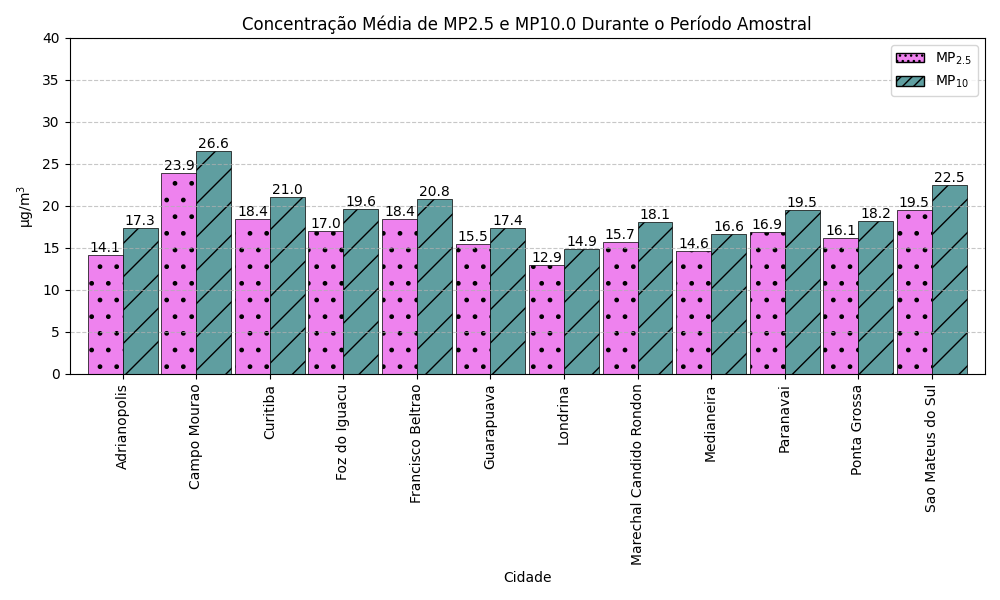 Concentração Média de MP2.5 e MP10.0 Durante o Período Amostral
MP2.5
MP10
µg/m³
40
35
30
25
20
15
10
5
0
14.1 17.3 23.9 26.6 18.4 21.0 17.0 19.6 18.4 20.8 15.5 17.4 12.9 14.9 15.7 18.1 14.6 16.6 16.9 19.5 16.1 18.2 19.5 22.5
Adrianopolis
Campo Mourao
Curitiba
Foz do Iguacu
Francisco Beltrao
Guarapuava
Londrina
Marechal Candido Rondon
Medianeira
Paranavai
Ponta Grossa
Sao Mateus do Sul
Cidade